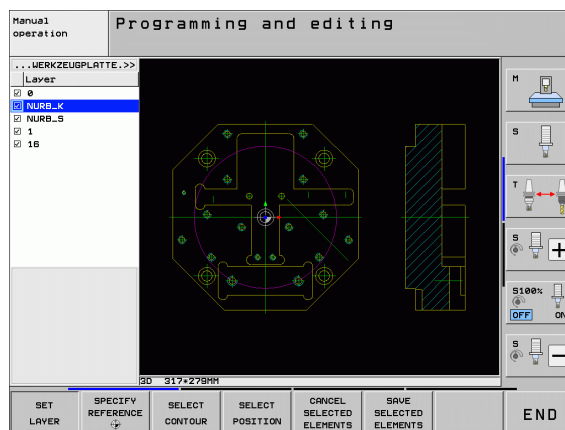 Manual
operation
Programming and editing
...WERKZEUGPLATTE.>>
Layer
0
NURB_K
NURB_S
1
16
M
S
T
S
S100%
OFF
ON
S
3D 317*279MM
SET
LAYER
SPECIFY
REFERENCE
SELECT
CONTOUR
SELECT
POSITION
CANCEL
SELECTED
ELEMENTS
SAVE
SELECTED
ELEMENTS
END